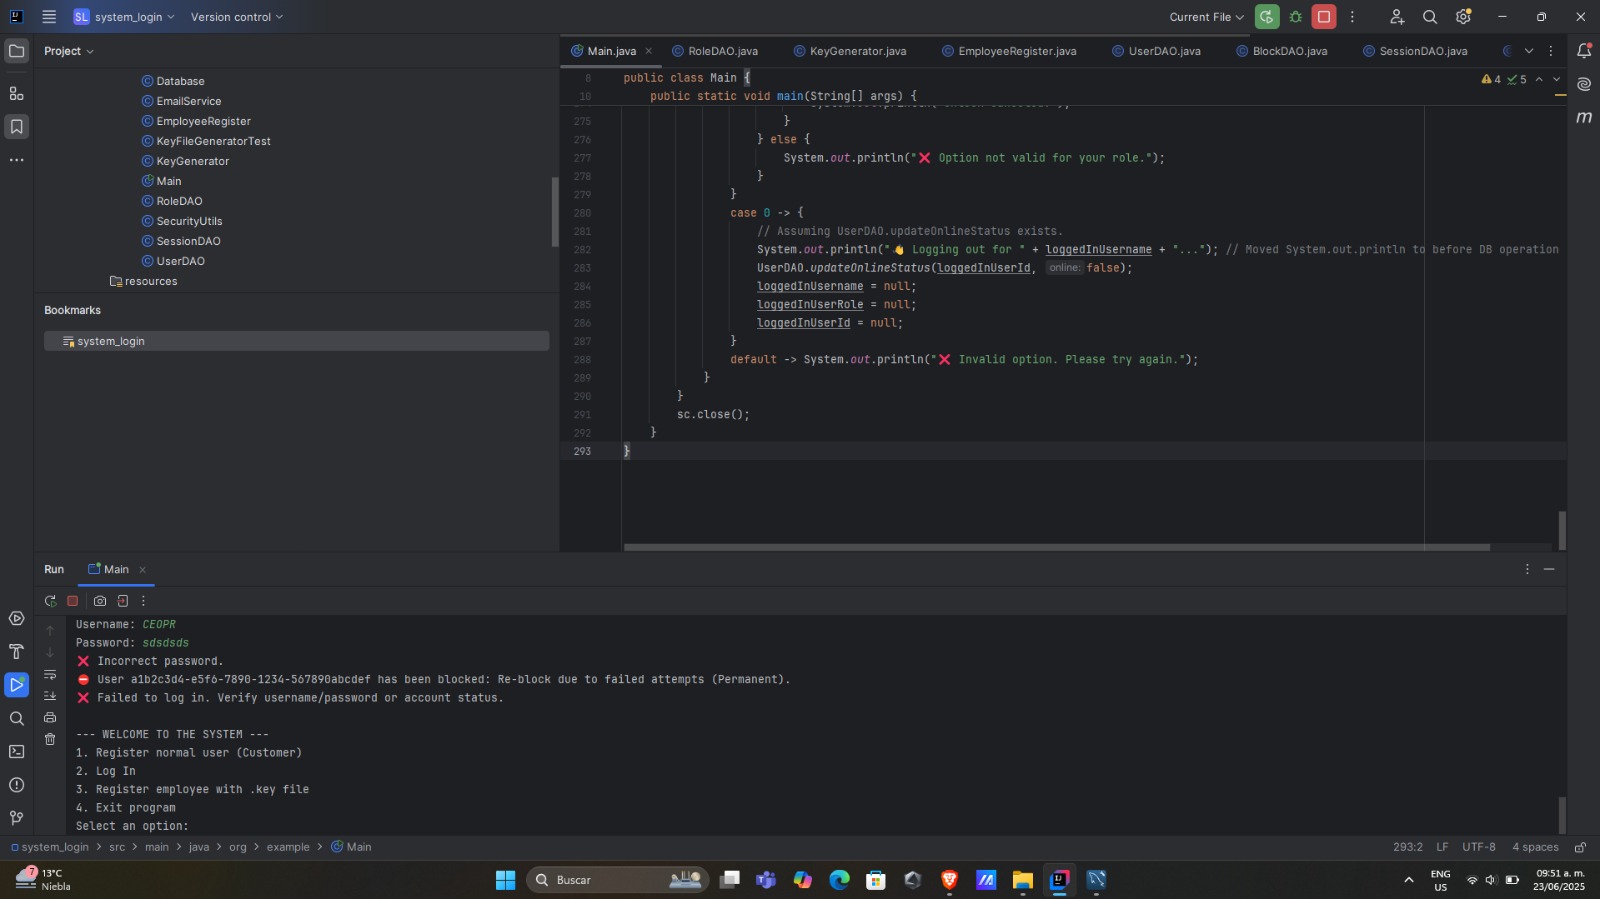 SL system_login Version control Current File
Project
Database
EmailService
EmployeeRegister
KeyFileGeneratorTest
KeyGenerator
Main
RoleDAO
SecurityUtils
SessionDAO
UserDAO
resources
Bookmarks
system_login
Main.java RoleDAO.java KeyGenerator.java EmployeeRegister.java UserDAO.java BlockDAO.java SessionDAO.java
8 public class Main { 4 5
10 public static void main(String[] args) {
275 }
276 } else {
277 System.out.println("❌ Option not valid for your role.");
278 }
279 }
280 case 0 -> {
281 // Assuming UserDAO.updateOnlineStatus exists.
282 System.out.println("👋 Logging out for " + loggedInUsername + "..."); // Moved System.out.println to before DB operation
283 UserDAO.updateOnlineStatus(loggedInUserId, online: false);
284 loggedInUsername = null;
285 loggedInUserRole = null;
286 loggedInUserId = null;
287 }
288 default -> System.out.println("❌ Invalid option. Please try again.");
289 }
290 }
291 sc.close();
292 }
293 }
Run Main
Username: CEOPR
Password: sdsdsds
❌ Incorrect password.
⛔ User a1b2c3d4-e5f6-7890-1234-567890abcdef has been blocked: Re-block due to failed attempts (Permanent).
❌ Failed to log in. Verify username/password or account status.
--- WELCOME TO THE SYSTEM ---
1. Register normal user (Customer)
2. Log In
3. Register employee with .key file
4. Exit program
Select an option:
system_login > src > main > java > org > example > Main 293:2 LF UTF-8 4 spaces
7 13°C
Niebla
Buscar
ENG
US
09:51 a. m.
23/06/2025